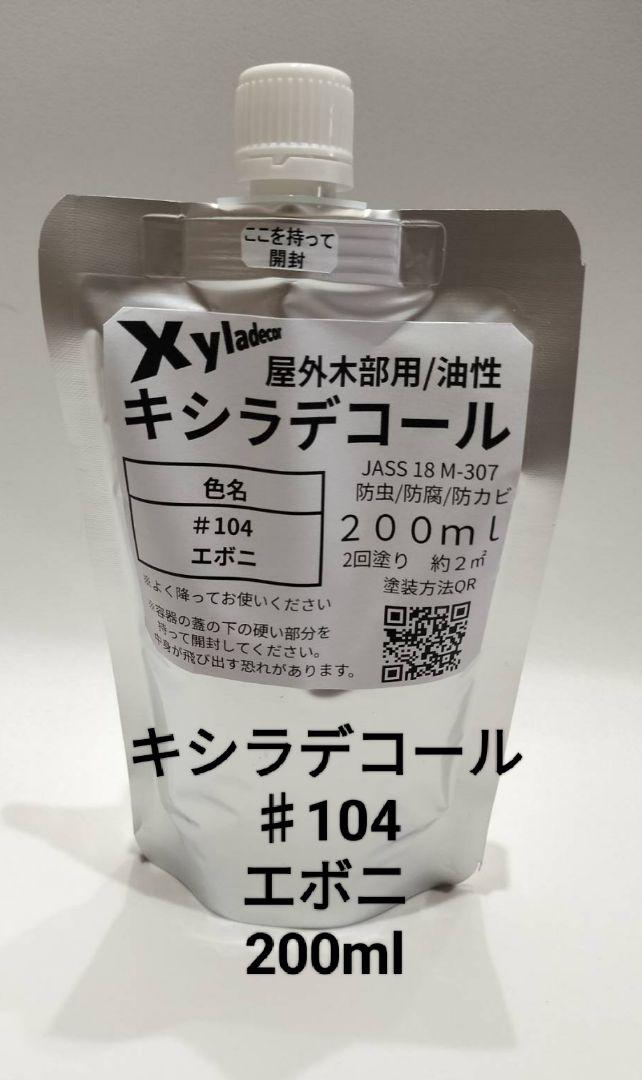 ここを持って
開封
Xyladecor
屋外木部用/油性
キシラデコール
色名
#104
エボニ
JASS 18 M-307
防虫/防腐/防カビ
200ml
2回塗り 約2㎡
塗装方法QR
※よく降ってお使いください
※容器の蓋の下の硬い部分を
持って開封してください。
中身が飛び出す恐れがあります。
キシラデコール
#104
エボニ
200ml